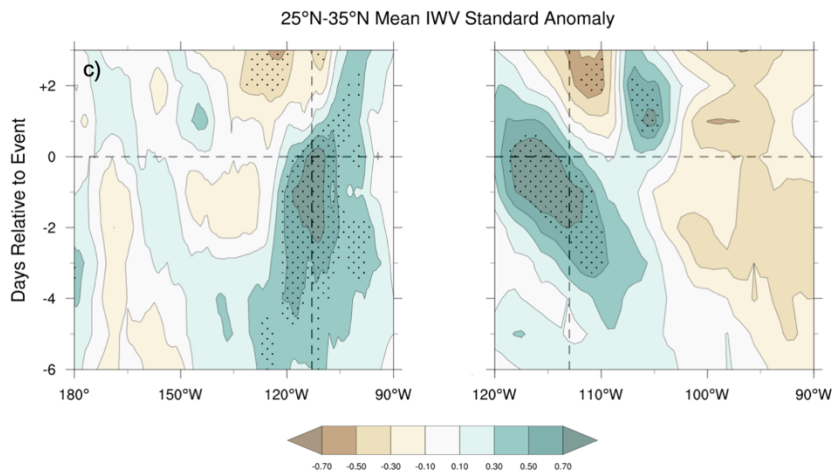 25°N-35°N Mean IWV Standard Anomaly
c)
Days Relative to Event
+2
0
-2
-4
-6
180° 150°W 120°W 90°W
120°W 110°W 100°W 90°W
-0.70 -0.50 -0.30 -0.10 0.10 0.30 0.50 0.70